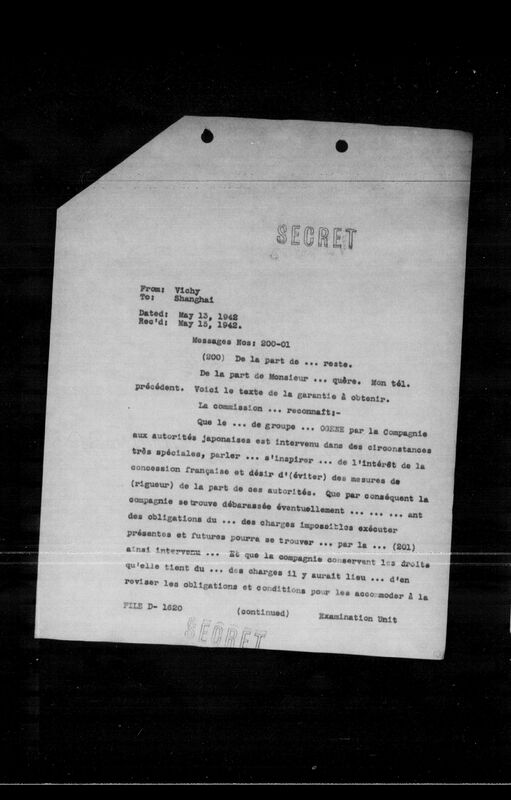 SECRET
From: Vichy
To: Shanghai
Dated: May 13, 1942
Rec'd: May 15, 1942.
Messages Nos: 200-01
(200) De la part de ... reste.
De la part de Monsieur ... quère. Mon tél.
précédent. Voici le texte de la garantie à obtenir.
La commission ... reconnaît:-
Que le ... de groupe ... OGENE par la Compagnie
aux autorités japonaises est intervenu dans des circonstances
très spéciales, parler ... s'inspirer ... de l'intérêt de la
concession française et désir d'(éviter) des mesures de
(rigueur) de la part de ces autorités. Que par conséquent la
compagnie se trouve débarassée éventuellement ... ... ... ant
des obligations du ... des charges impossibles exécuter
présentes et futures pourra se trouver ... par la ... (201)
ainsi intervenu ... Et que la compagnie conservant les droits
qu'elle tient du ... des charges il y aurait lieu ... d'en
reviser les obligations et conditions pour les accommoder à la
FILE D- 1620 (continued) Examination Unit
SECRET